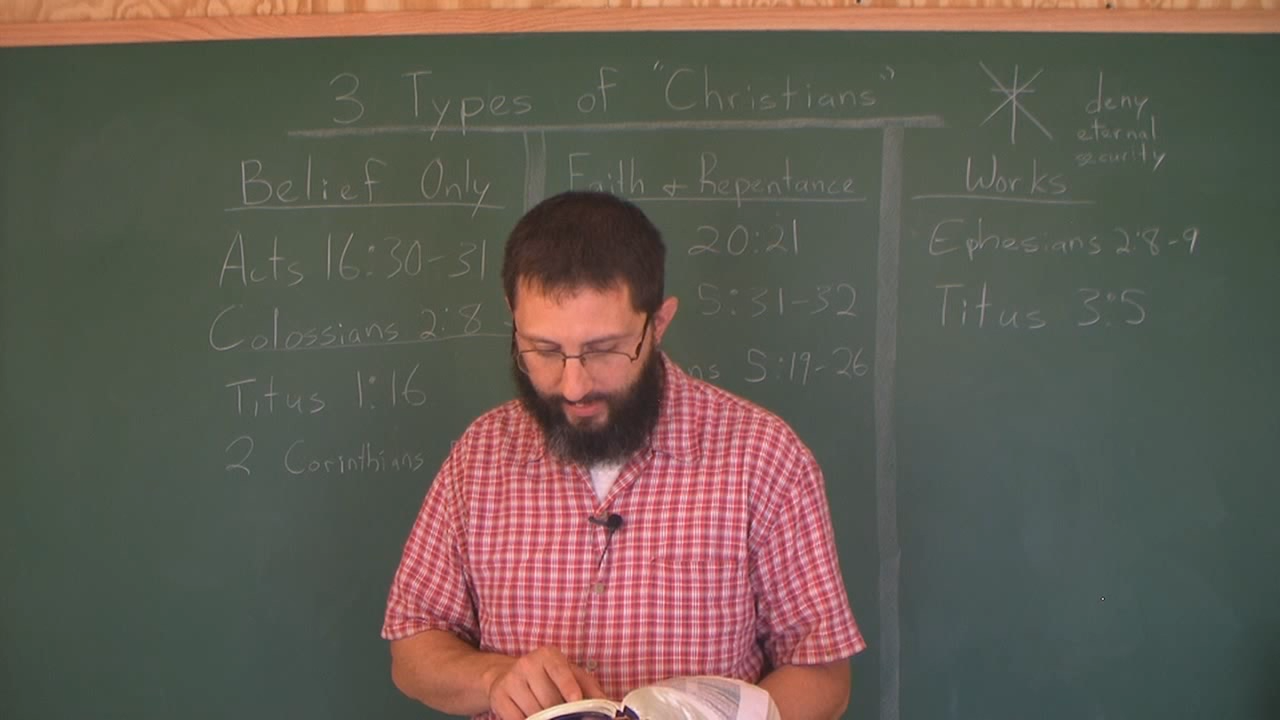 3 Types of "Christians"
deny
eternal
security
Belief Only
Acts 16:30-31
Colossians 2:8
Titus 1:16
2 Corinthians
Faith & Repentance
20:21
5:31-32
5:19-26
Works
Ephesians 2:8-9
Titus 3:5